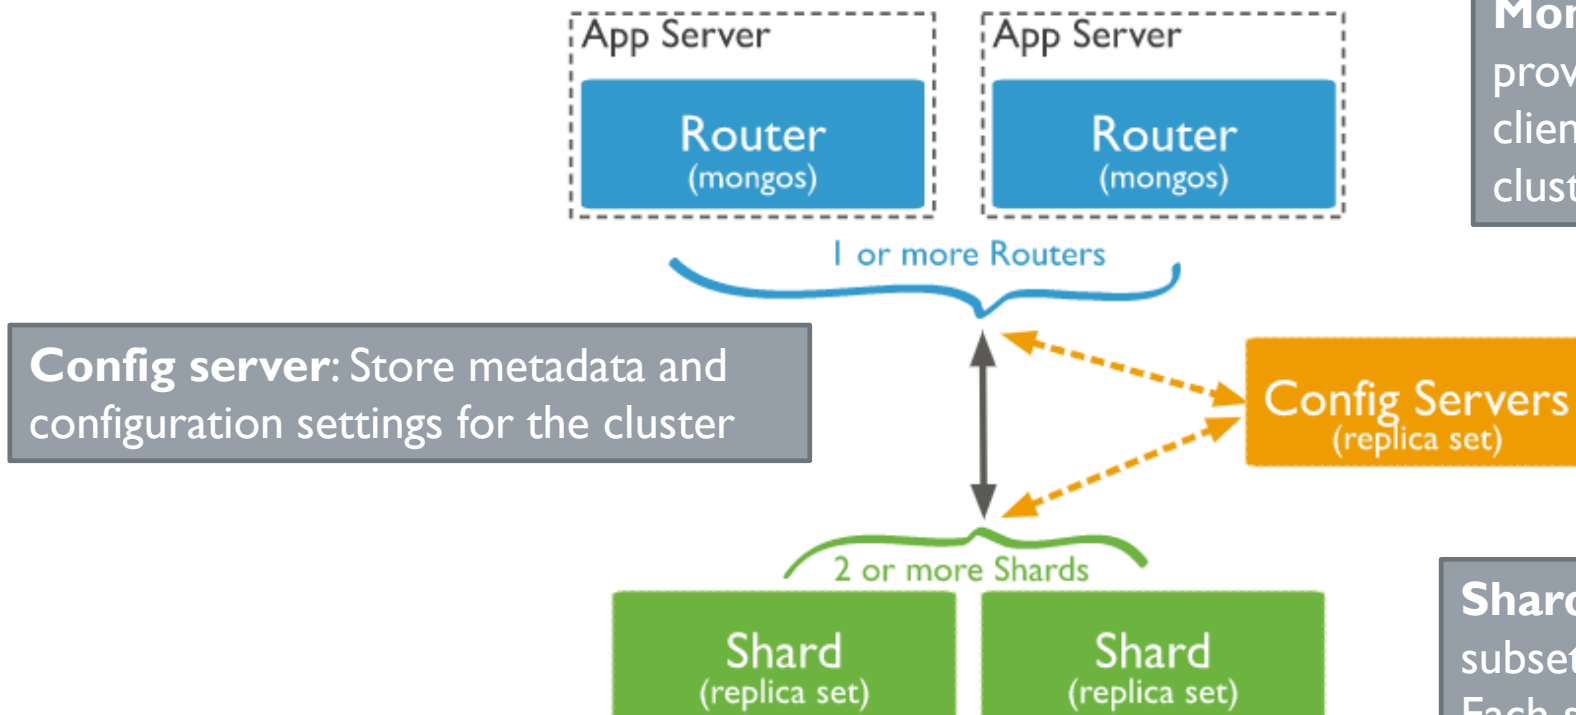 App Server
App Server
Router
(mongos)
Router
(mongos)
1 or more Routers
Config server: Store metadata and
configuration settings for the cluster
Config Servers
(replica set)
2 or more Shards
Shard
(replica set)
Shard
(replica set)